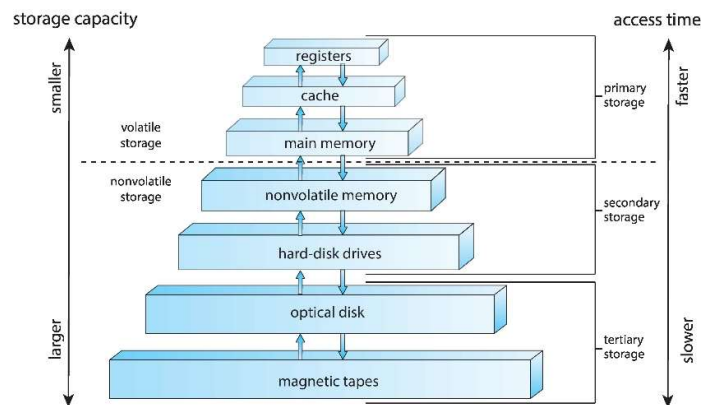 storage capacity
access time
smaller
registers
cache
main memory
primary
storage
faster
volatile
storage
nonvolatile
storage
nonvolatile memory
hard-disk drives
secondary
storage
optical disk
magnetic tapes
tertiary
storage
larger
slower